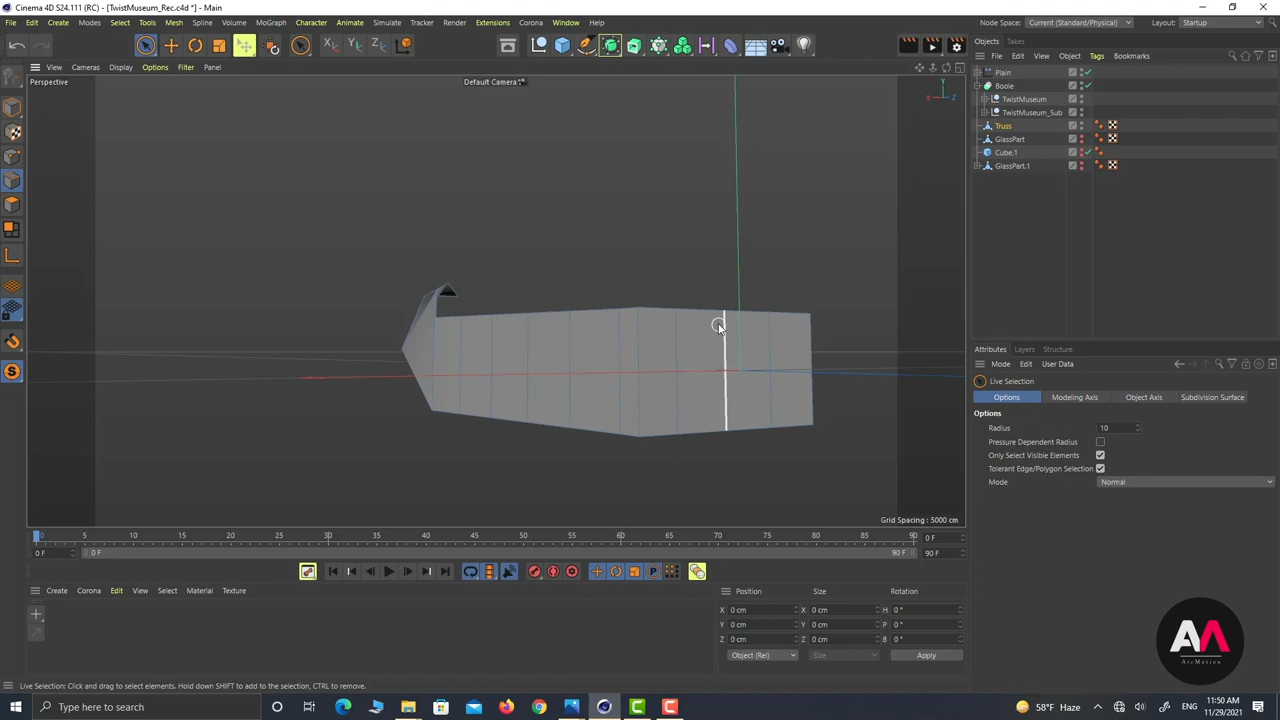 Cinema 4D S24.111 (RC) - [TwistMuseum_Rec.c4d *] - Main
File Edit Create Modes Select Tools Mesh Spline Volume MoGraph Character Animate Simulate Tracker Render Extensions Corona Window Help
Node Space: Current (Standard/Physical) Layout: Startup
X Y Z
Objects Takes
File Edit View Object Tags Bookmarks
View Cameras Display Options Filter Panel
Perspective
Default Camera
Y
X Z
Plain
Boole
TwistMuseum
TwistMuseum_Sub
Truss
GlassPart
Cube.1
GlassPart.1
Attributes Layers Structure
Mode Edit User Data
Live Selection
Options Modeling Axis Object Axis Subdivision Surface
Options
Radius 10
Pressure Dependent Radius
Only Select Visible Elements
Tolerant Edge/Polygon Selection
Mode Normal
Grid Spacing : 5000 cm
0 5 10 15 20 25 30 35 40 45 50 55 60 65 70 75 80 85 90 0 F
0 F 0 F 90 F 90 F
Create Corona Edit View Select Material Texture
Position Size Rotation
X 0 cm X 0 cm H 0 °
Y 0 cm Y 0 cm P 0 °
Z 0 cm Z 0 cm B 0 °
Object (Rel) Size Apply
ArcMotion
Live Selection: Click and drag to select elements. Hold down SHIFT to add to the selection, CTRL to remove.
Type here to search
58°F Haze
11:50 AM
11/29/2021